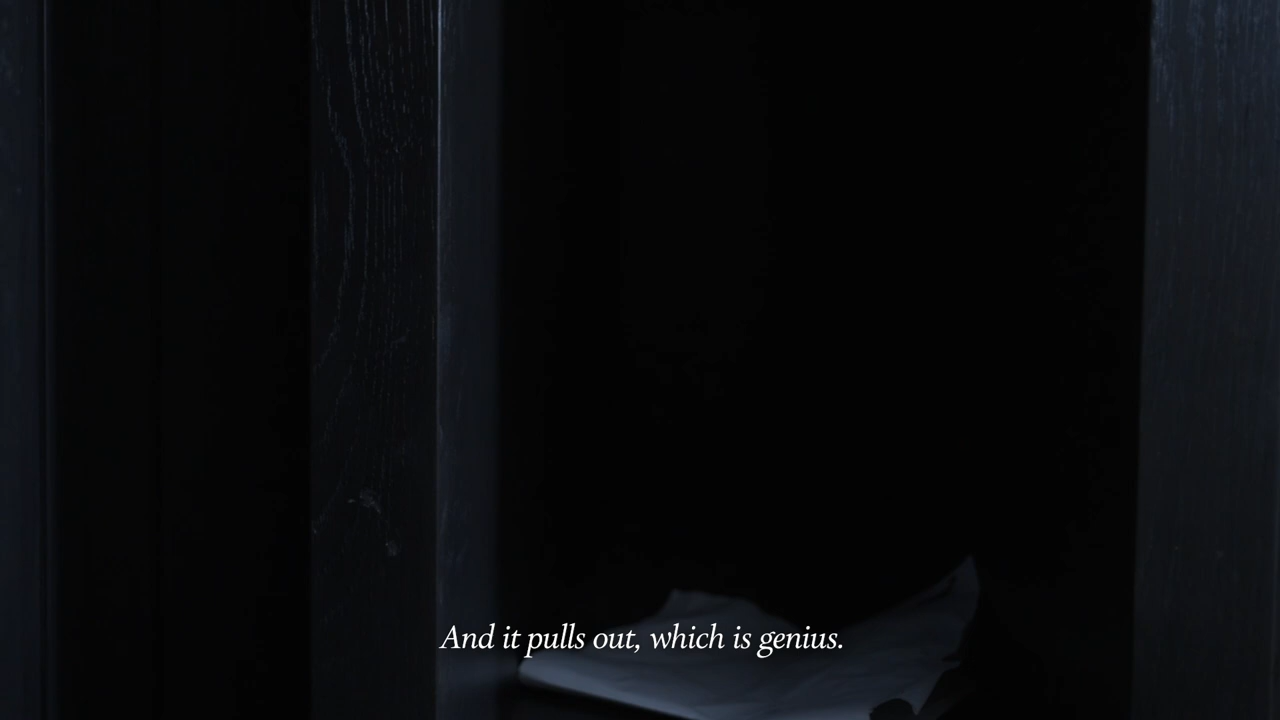 And it pulls out, which is genius.